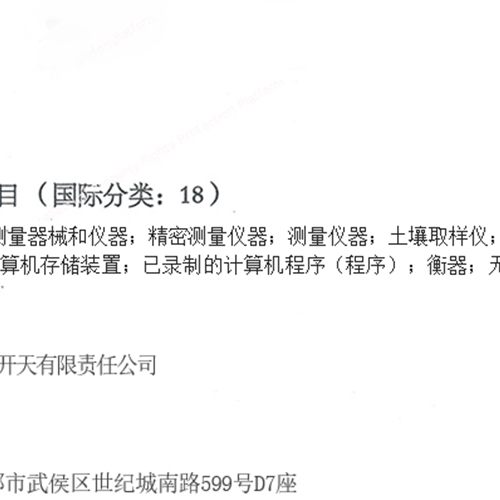 目（国际分类：18）
测量器械和仪器；精密测量仪器；测量仪器；土壤取样仪；
算机存储装置；已录制的计算机程序（程序）；衡器；无
开天有限责任公司
都市武侯区世纪城南路599号D7座